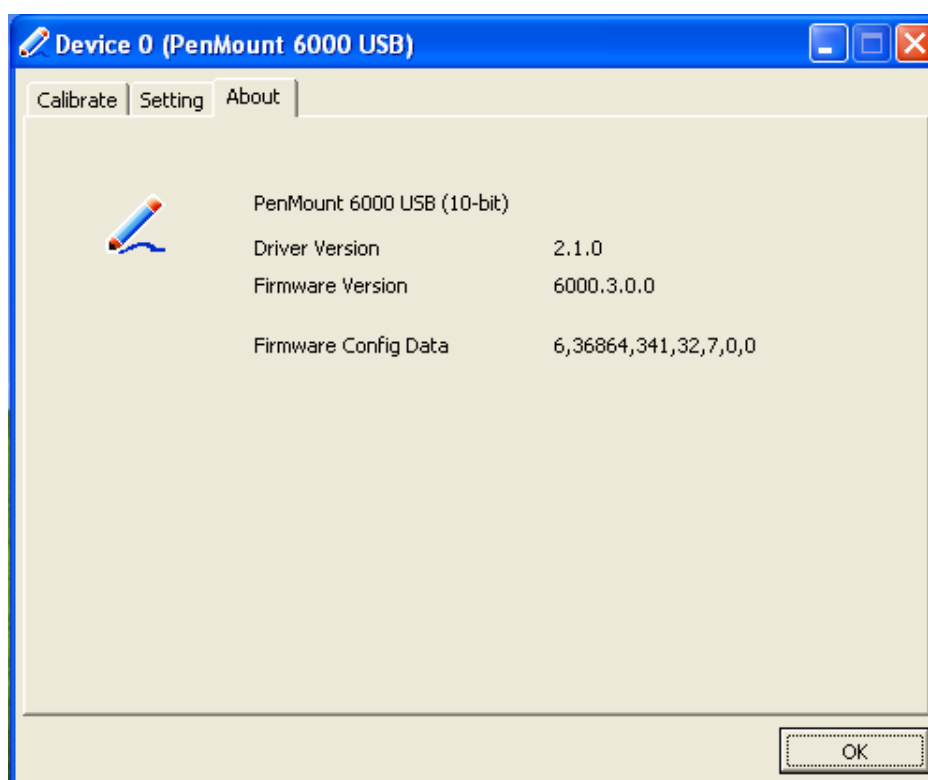 Device 0 (PenMount 6000 USB)
Calibrate Setting About
PenMount 6000 USB (10-bit)
Driver Version 2.1.0
Firmware Version 6000.3.0.0
Firmware Config Data 6,36864,341,32,7,0,0
OK